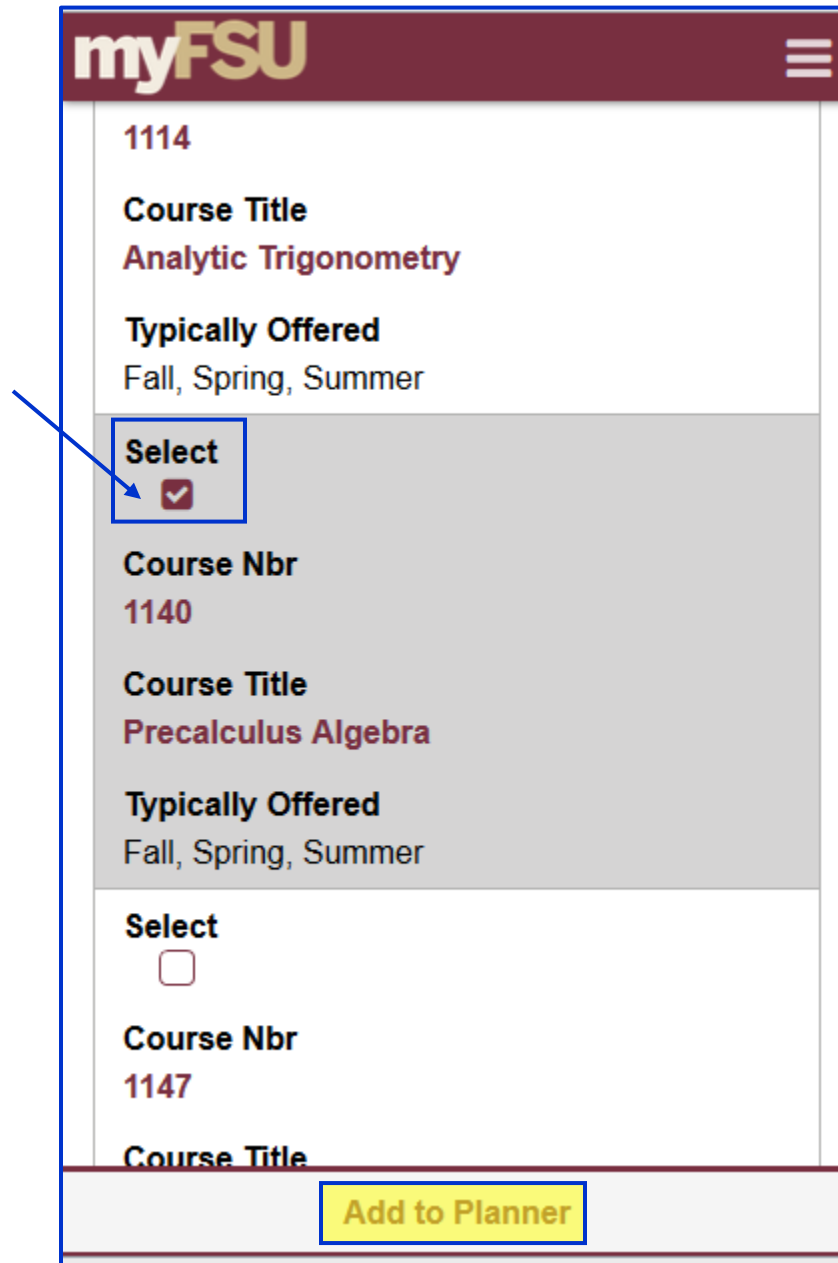 myFSU
1114
Course Title
Analytic Trigonometry
Typically Offered
Fall, Spring, Summer
Select
Course Nbr
1140
Course Title
Precalculus Algebra
Typically Offered
Fall, Spring, Summer
Select
Course Nbr
1147
Course Title
Add to Planner